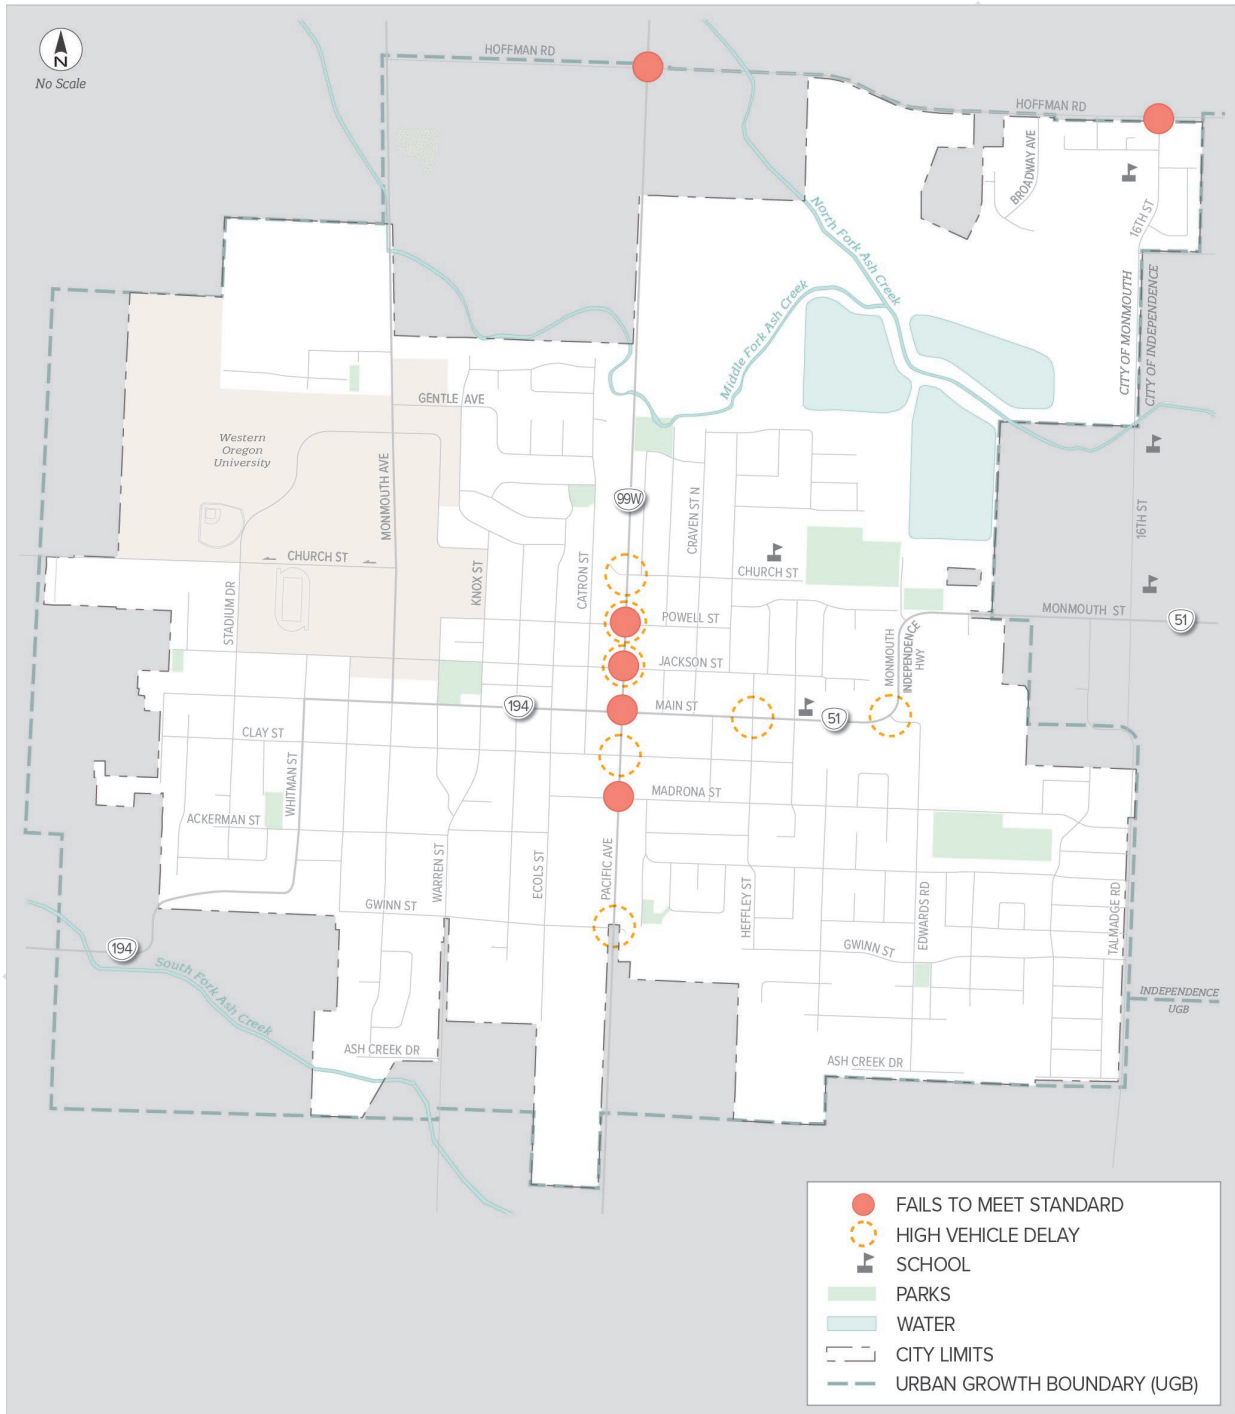 HOFFMAN RD
N
No Scale
HOFFMAN RD
BROADWAY AVE
16TH ST
North Fork Ash Creek
CITY OF MONMOUTH
CITY OF INDEPENDENCE
Middle Fork Ash Creek
GENTLE AVE
Western
Oregon
University
MONMOUTH AVE
99W
CRAVEN ST N
16TH ST
CHURCH ST
KNOX ST
CATRON ST
CHURCH ST
STADIUM DR
POWELL ST
MONMOUTH ST
51
MONMOUTH
INDEPENDENCE
HWY
JACKSON ST
194
MAIN ST
51
CLAY ST
WHITMAN ST
MADRONA ST
ACKERMAN ST
WARREN ST
ECOLS ST
PACIFIC AVE
HEFFLEY ST
EDWARDS RD
TALMADGE RD
GWINN ST
GWINN ST
194
South Fork Ash Creek
INDEPENDENCE
UGB
ASH CREEK DR
ASH CREEK DR
FAILS TO MEET STANDARD
HIGH VEHICLE DELAY
SCHOOL
PARKS
WATER
CITY LIMITS
URBAN GROWTH BOUNDARY (UGB)